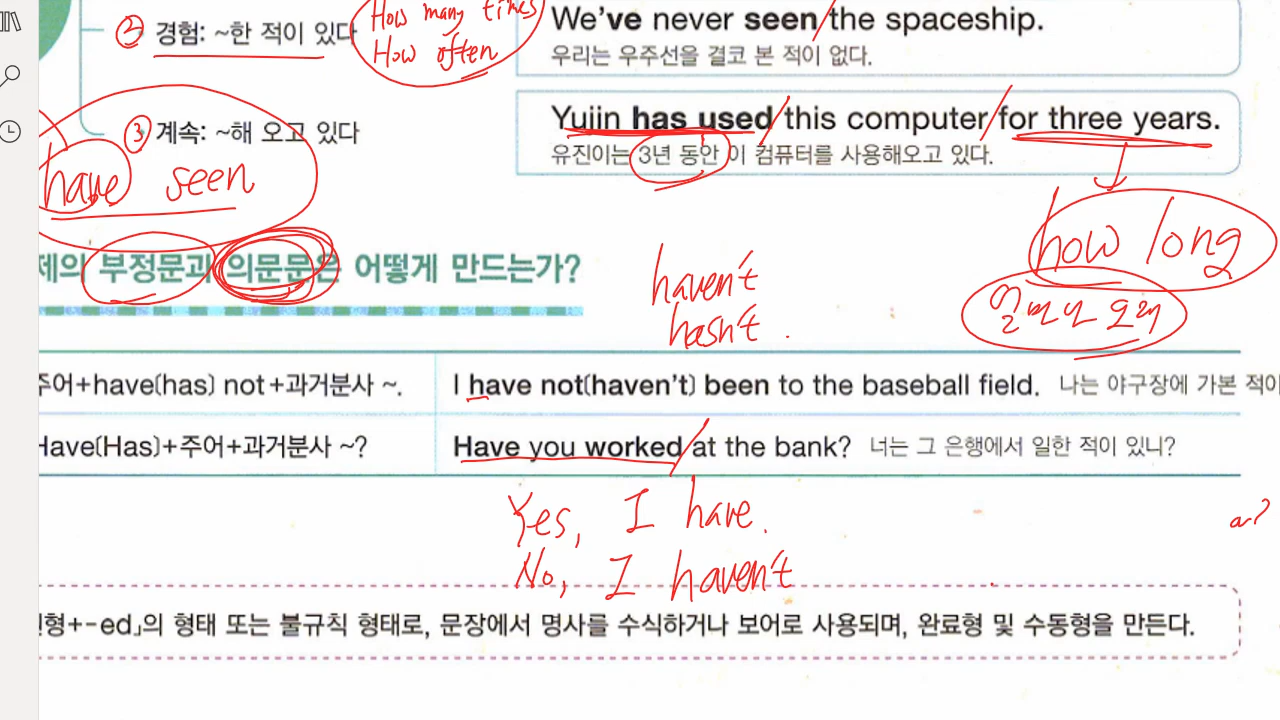 How many times
How often
② 경험: ~한 적이 있다
We've never seen the spaceship.
우리는 우주선을 결코 본 적이 없다.
③ 계속: ~해 오고 있다
have seen
Yujin has used this computer for three years.
유진이는 3년 동안 이 컴퓨터를 사용해오고 있다.
how long
얼마나 오래
제의 부정문과 의문문은 어떻게 만드는가?
haven't
hasn't.
주어+have(has) not+과거분사 ~.
I have not(haven't) been to the baseball field. 나는 야구장에 가본 적이
Have(Has)+주어+과거분사 ~?
Have you worked at the bank? 너는 그 은행에서 일한 적이 있니?
Yes, I have.
No, I haven't
형+-ed」의 형태 또는 불규칙 형태로, 문장에서 명사를 수식하거나 보어로 사용되며, 완료형 및 수동형을 만든다.